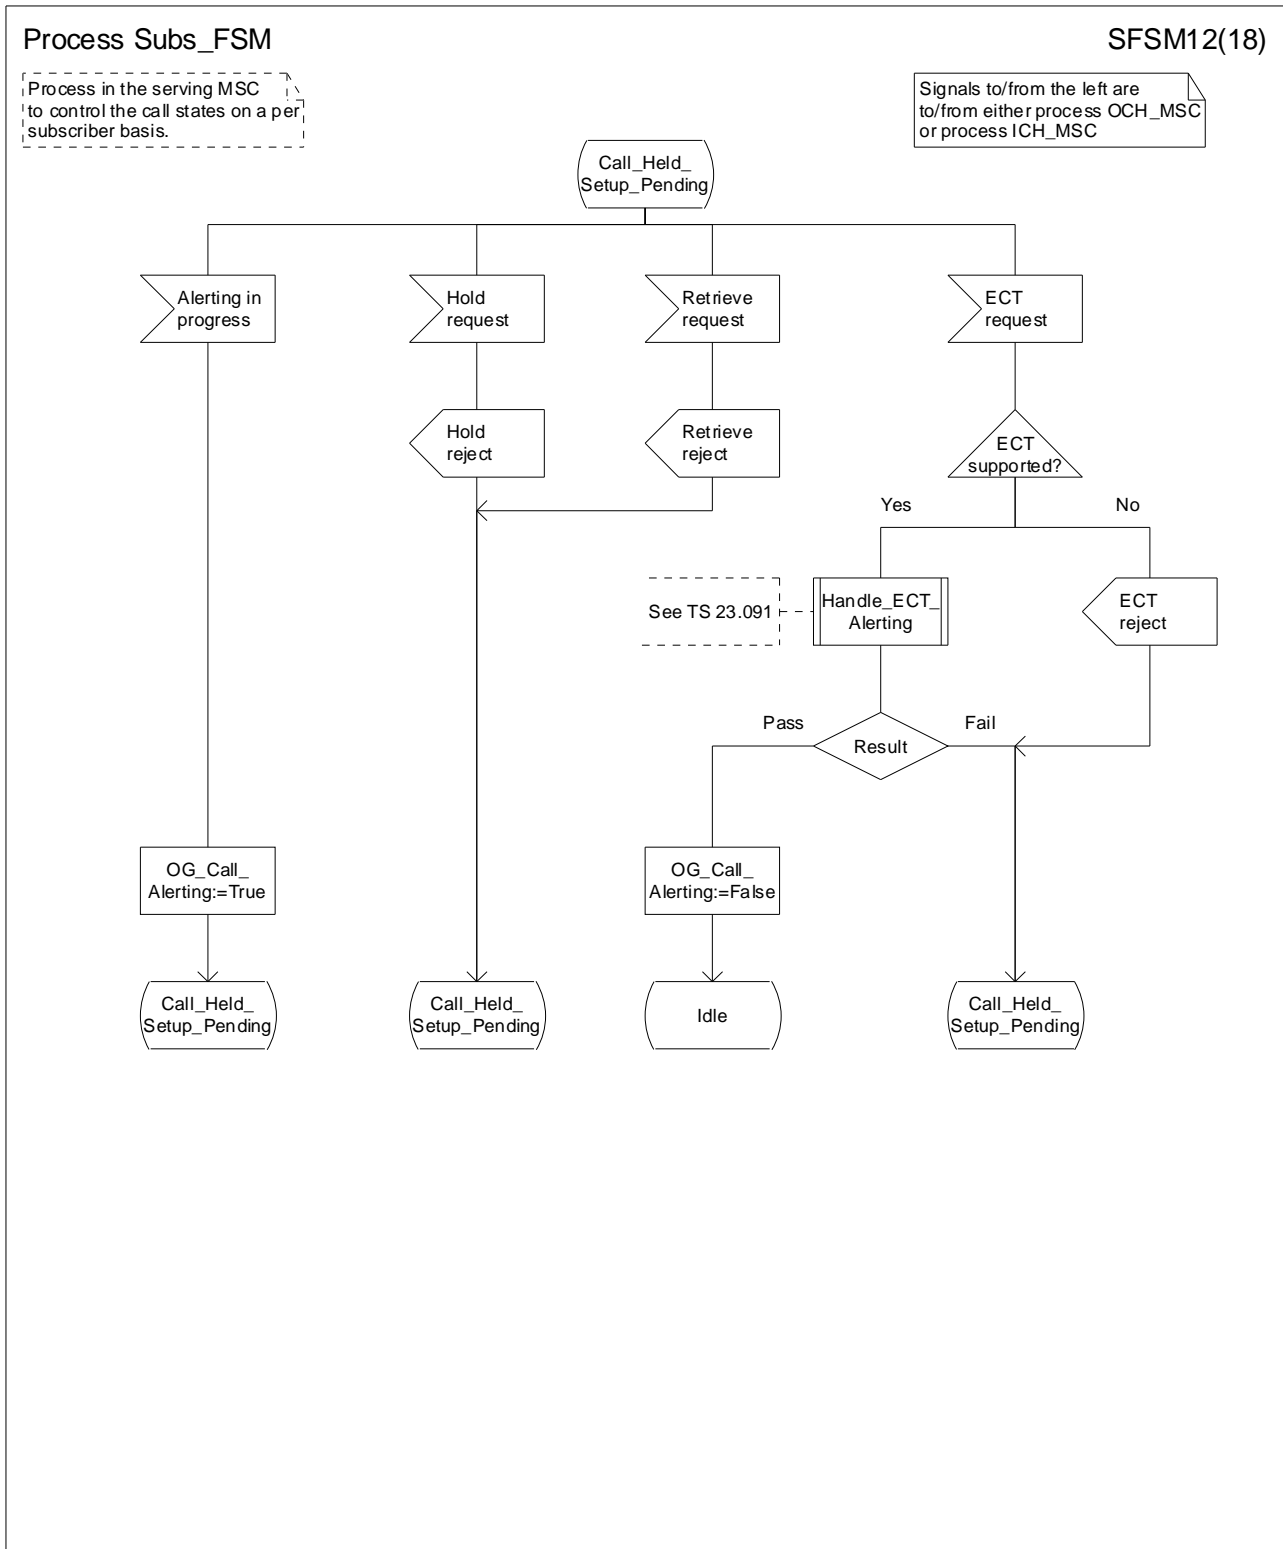 Process Subs_FSM
SFSM12(18)
Process in the serving MSC
to control the call states on a per
subscriber basis.
Signals to/from the left are
to/from either process OCH_MSC
or process ICH_MSC
Call_Held_
Setup_Pending
Alerting in
progress
Hold
request
Retrieve
request
ECT
request
Hold
reject
Retrieve
reject
ECT
supported?
Yes
No
See TS 23.091
Handle_ECT_
Alerting
ECT
reject
Pass
Result
Fail
OG_Call_
Alerting:=True
OG_Call_
Alerting:=False
Call_Held_
Setup_Pending
Call_Held_
Setup_Pending
Idle
Call_Held_
Setup_Pending